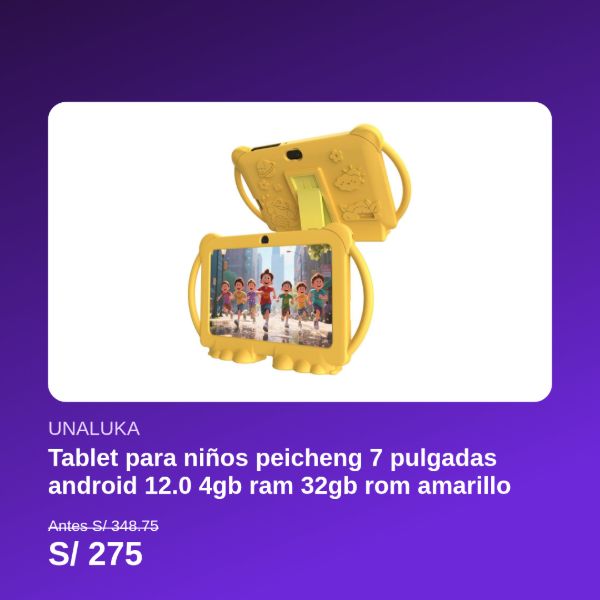 UNALUKA
Tablet para niños peicheng 7 pulgadas
android 12.0 4gb ram 32gb rom amarillo
Antes S/ 348.75
S/ 275